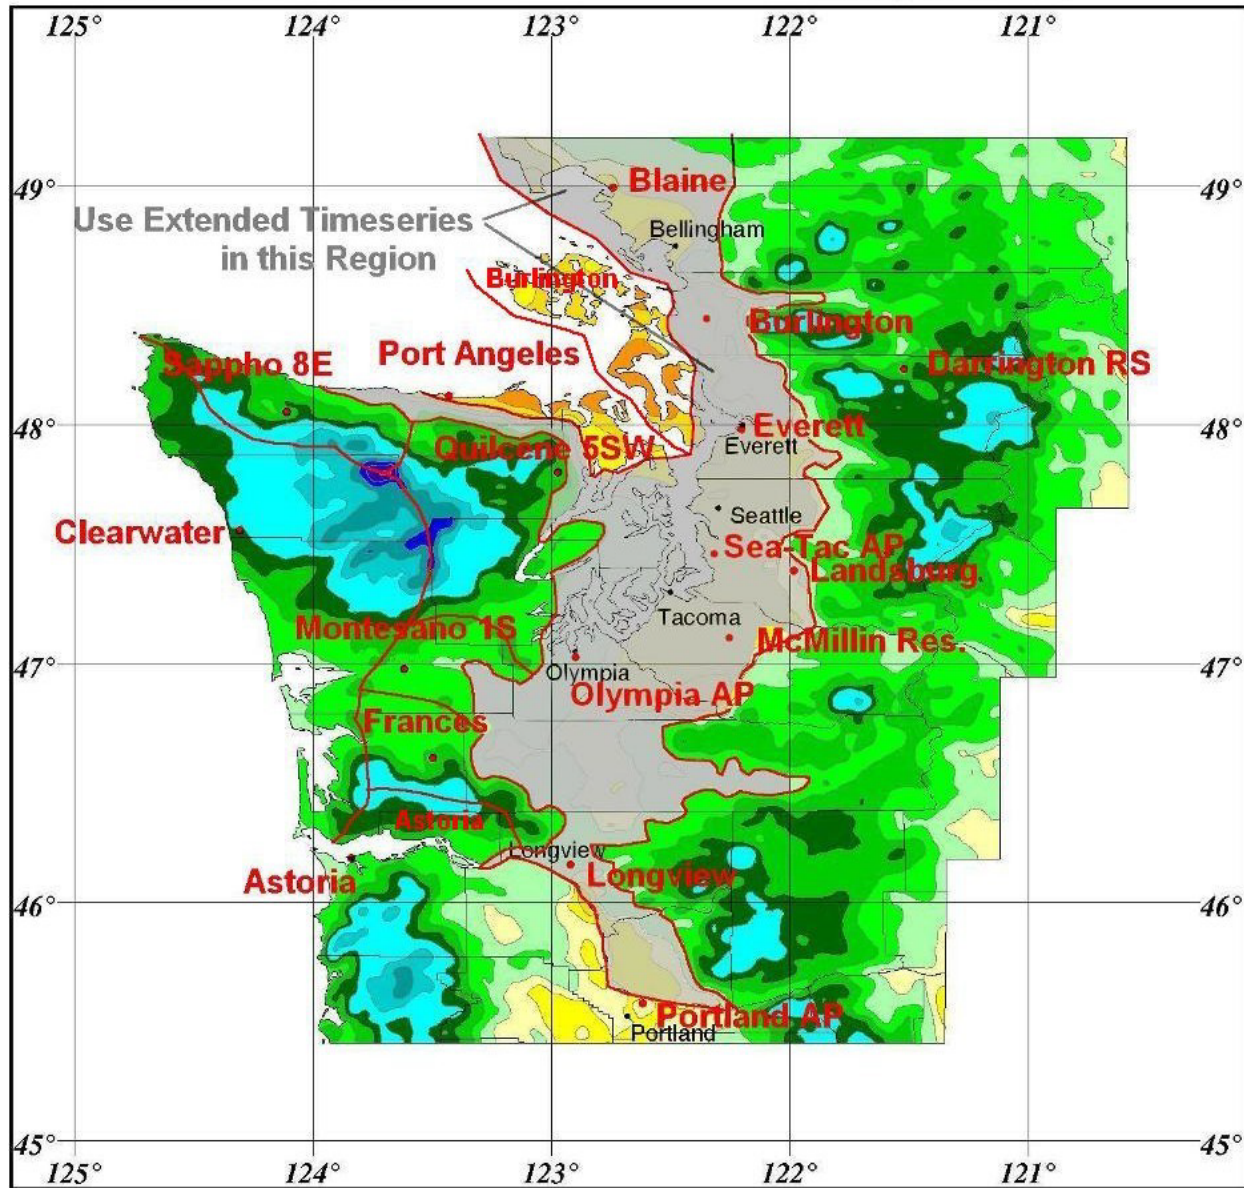 125° 124° 123° 122° 121°
49° Blaine 49°
Use Extended Timeseries
in this Region
Bellingham
Burlington
Burlington
Port Angeles
Sappho 8E
Darrington RS
48° 48°
Everett
Everett
Quilcene 5SW
Seattle
Clearwater
Sea-Tac AP
Landsburg
Tacoma
Montesano 1S
McMillin Res.
47° 47°
Olympia
Olympia AP
Frances
Astoria
Longview
Longview
Astoria
46° 46°
Portland AP
Portland
45° 45°
125° 124° 123° 122° 121°